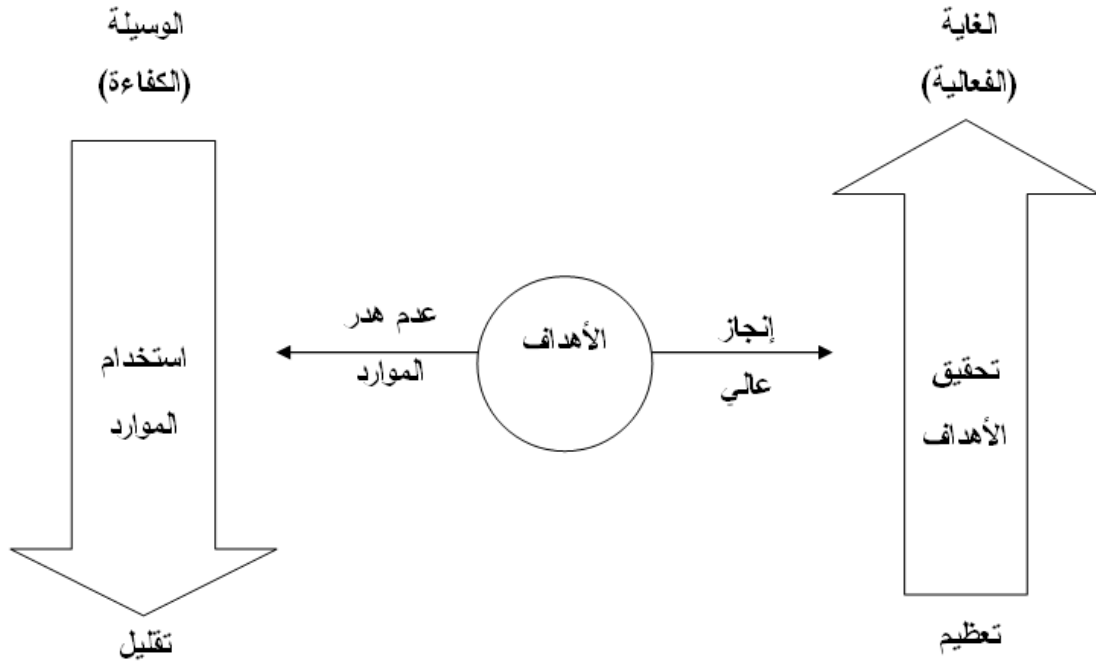 الغاية
(الفعالية)
الوسيلة
(الكفاءة)
إنجاز
عالي
الأهداف
عدم هدر
الموارد
تحقيق
الأهداف
استخدام
الموارد
تعظيم
تقليل